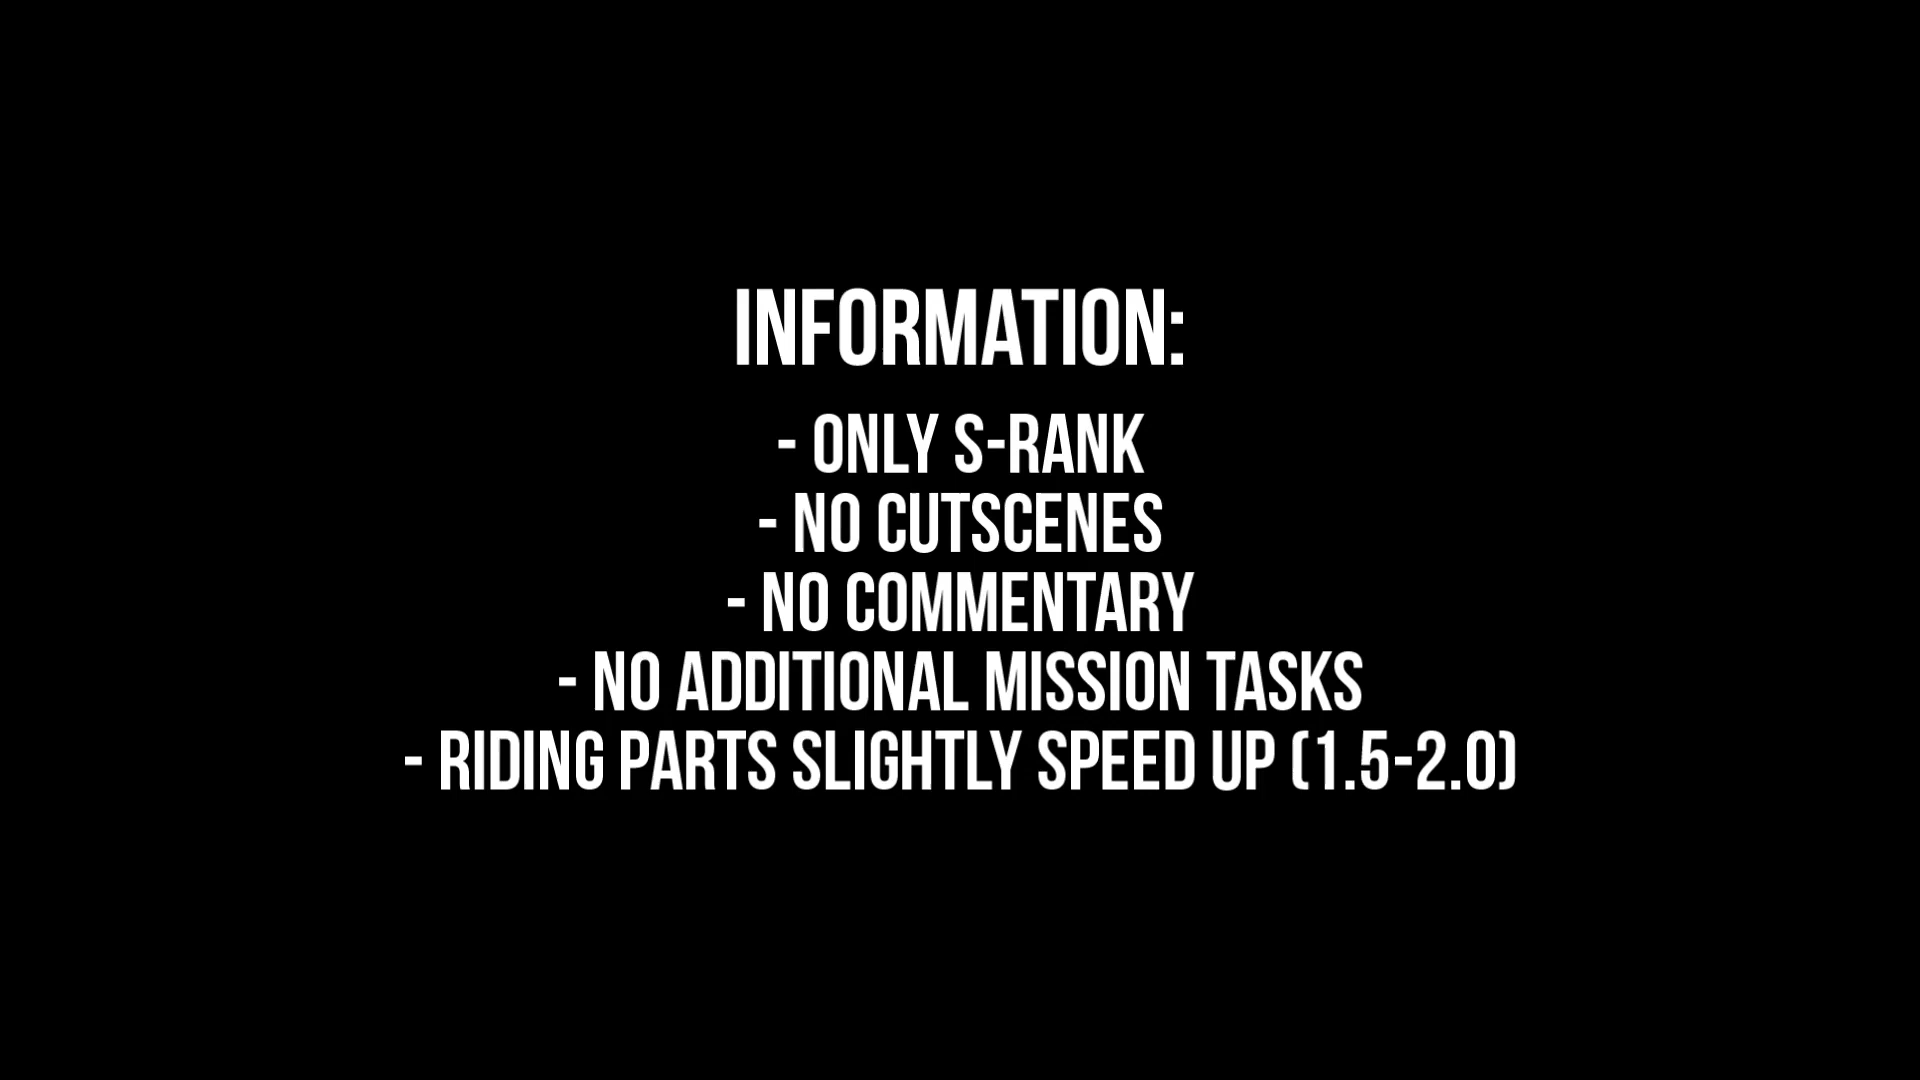 INFORMATION:
- ONLY S-RANK
- NO CUTSCENES
- NO COMMENTARY
- NO ADDITIONAL MISSION TASKS
- RIDING PARTS SLIGHTLY SPEED UP (1.5-2.0)